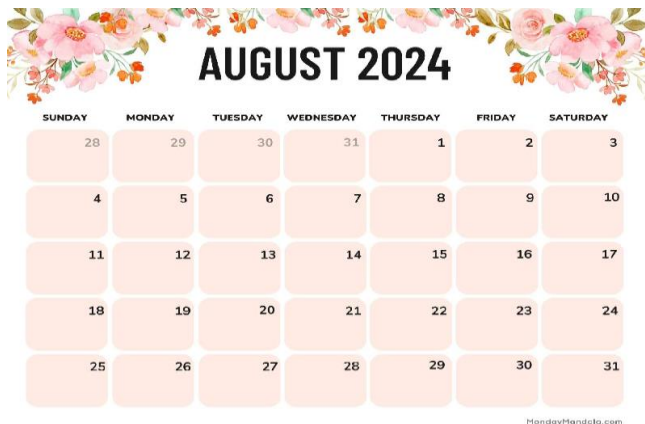 AUGUST 2024
SUNDAY MONDAY TUESDAY WEDNESDAY THURSDAY FRIDAY SATURDAY
28 29 30 31 1 2 3
4 5 6 7 8 9 10
11 12 13 14 15 16 17
18 19 20 21 22 23 24
25 26 27 28 29 30 31
MondayMandala.com